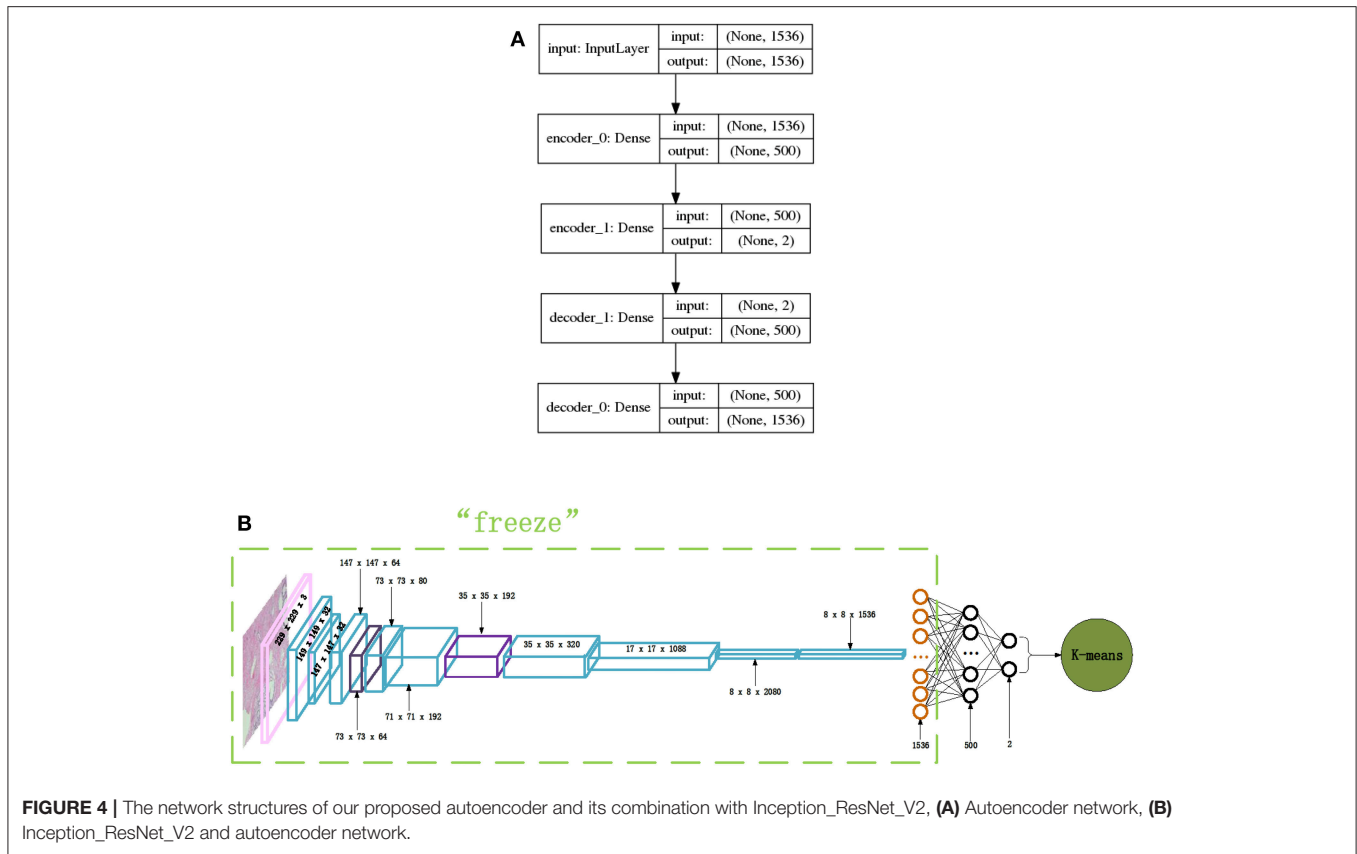 A
input: InputLayer
input: (None, 1536)
output: (None, 1536)
encoder_0: Dense
input: (None, 1536)
output: (None, 500)
encoder_1: Dense
input: (None, 500)
output: (None, 2)
decoder_1: Dense
input: (None, 2)
output: (None, 500)
decoder_0: Dense
input: (None, 500)
output: (None, 1536)
B
“freeze”
229 x 229 x 3
149 x 149 x 32
147 x 147 x 32
147 x 147 x 64
73 x 73 x 64
73 x 73 x 80
71 x 71 x 192
35 x 35 x 192
35 x 35 x 320
17 x 17 x 1088
8 x 8 x 2080
8 x 8 x 1536
1536
500
2
K-means
FIGURE 4 | The network structures of our proposed autoencoder and its combination with Inception_ResNet_V2, (A) Autoencoder network, (B)
Inception_ResNet_V2 and autoencoder network.